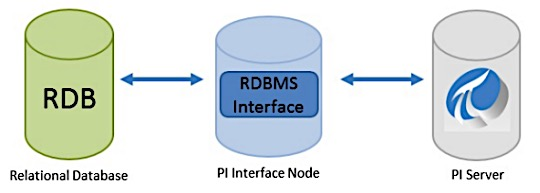 RDB
RDBMS
Interface
Relational Database
PI Interface Node
PI Server